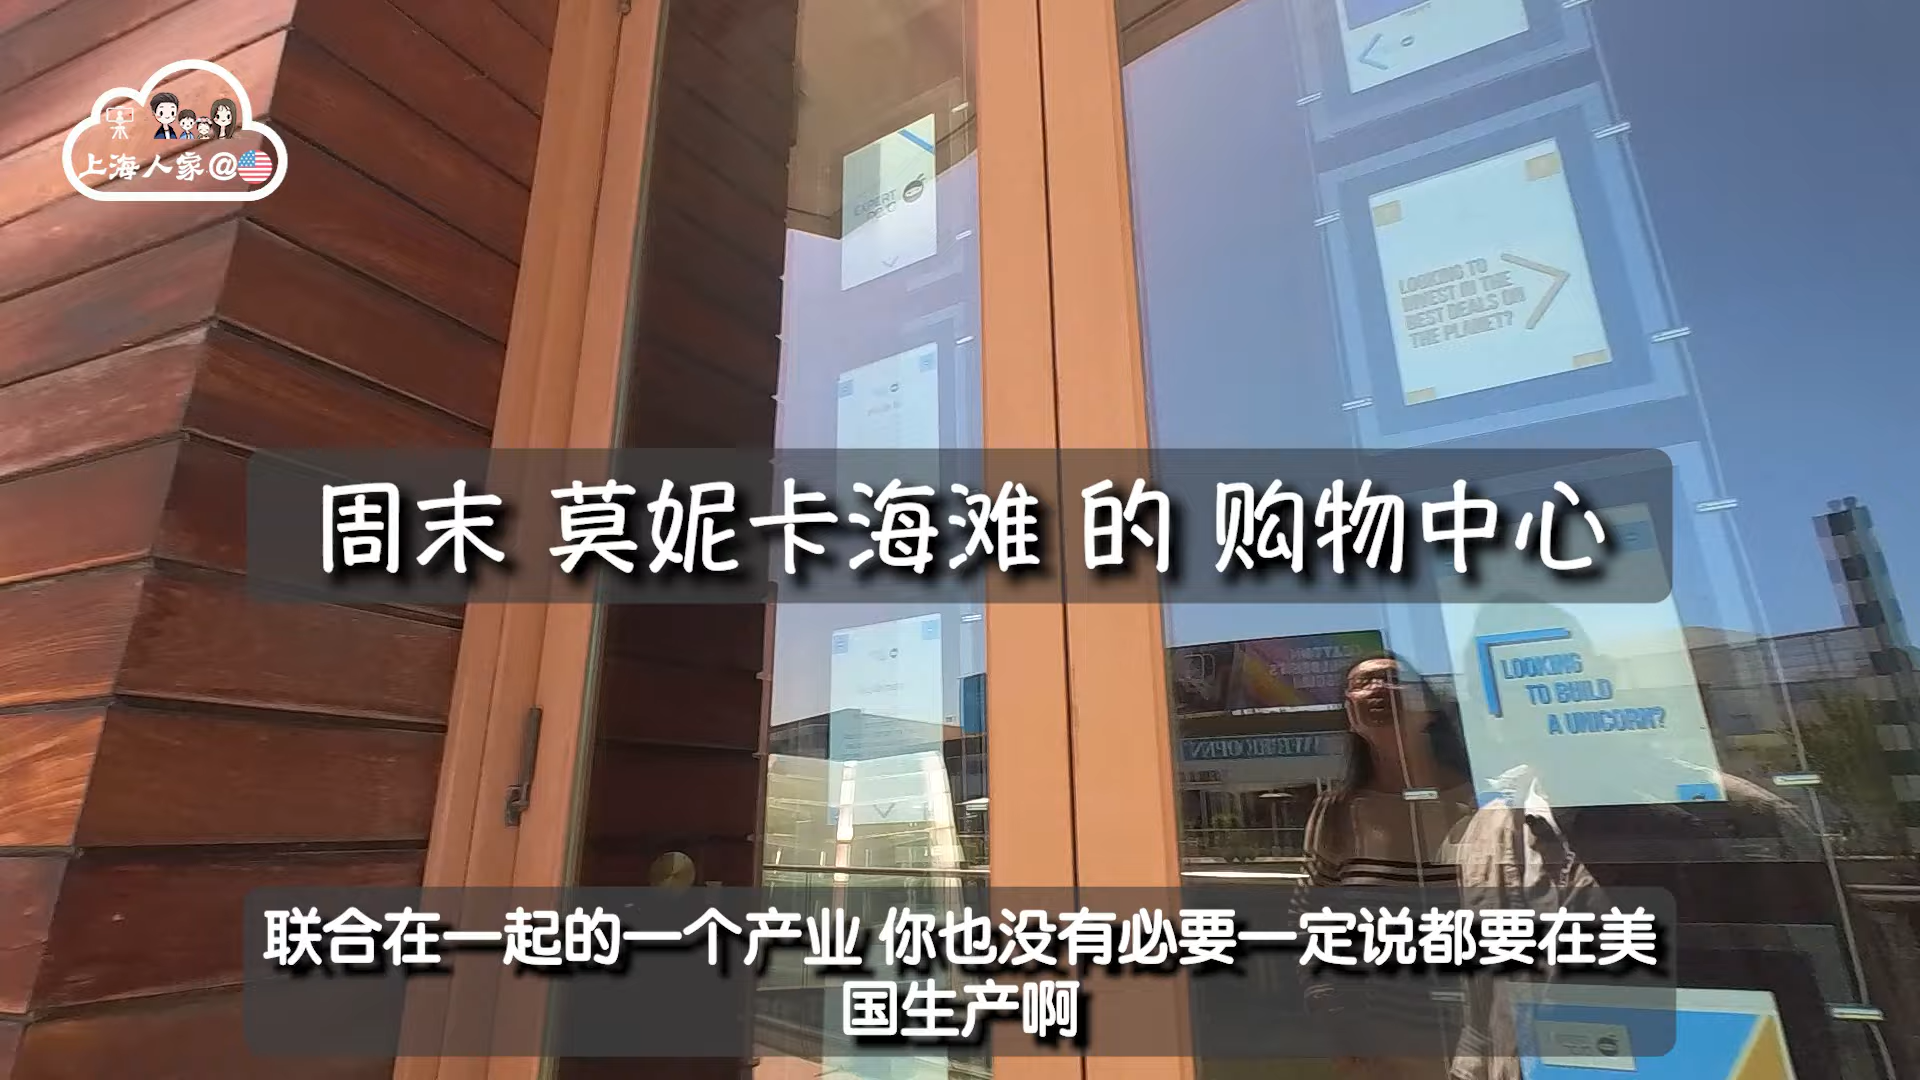 上海人家@
EXPERT
LOOKING TO
INVEST IN THE
BEST DEALS ON
THE PLANET?
周末 莫妮卡海滩 的 购物中心
LOOKING
TO BUILD
A UNICORN?
联合在一起的一个产业 你也没有必要一定说都要在美
国生产啊